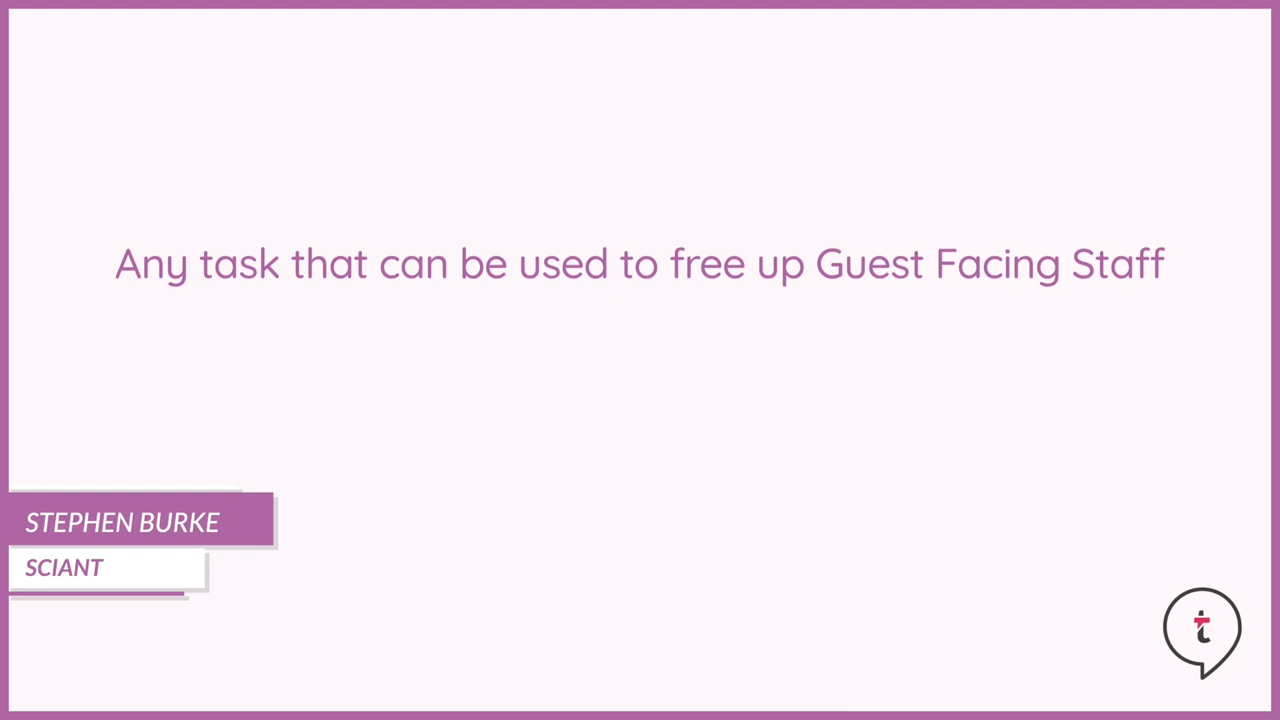 Any task that can be used to free up Guest Facing Staff
STEPHEN BURKE
SCIANT
t